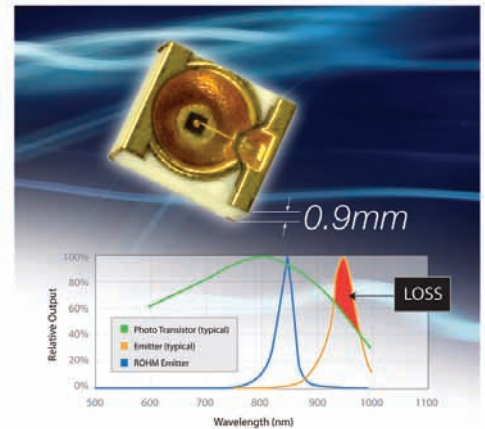 0.9mm
100%
80%
60%
40%
20%
0%
Relative Output
LOSS
Photo Transistor (typical)
Emitter (typical)
ROHM Emitter
500 600 700 800 900 1000 1100
Wavelength (nm)